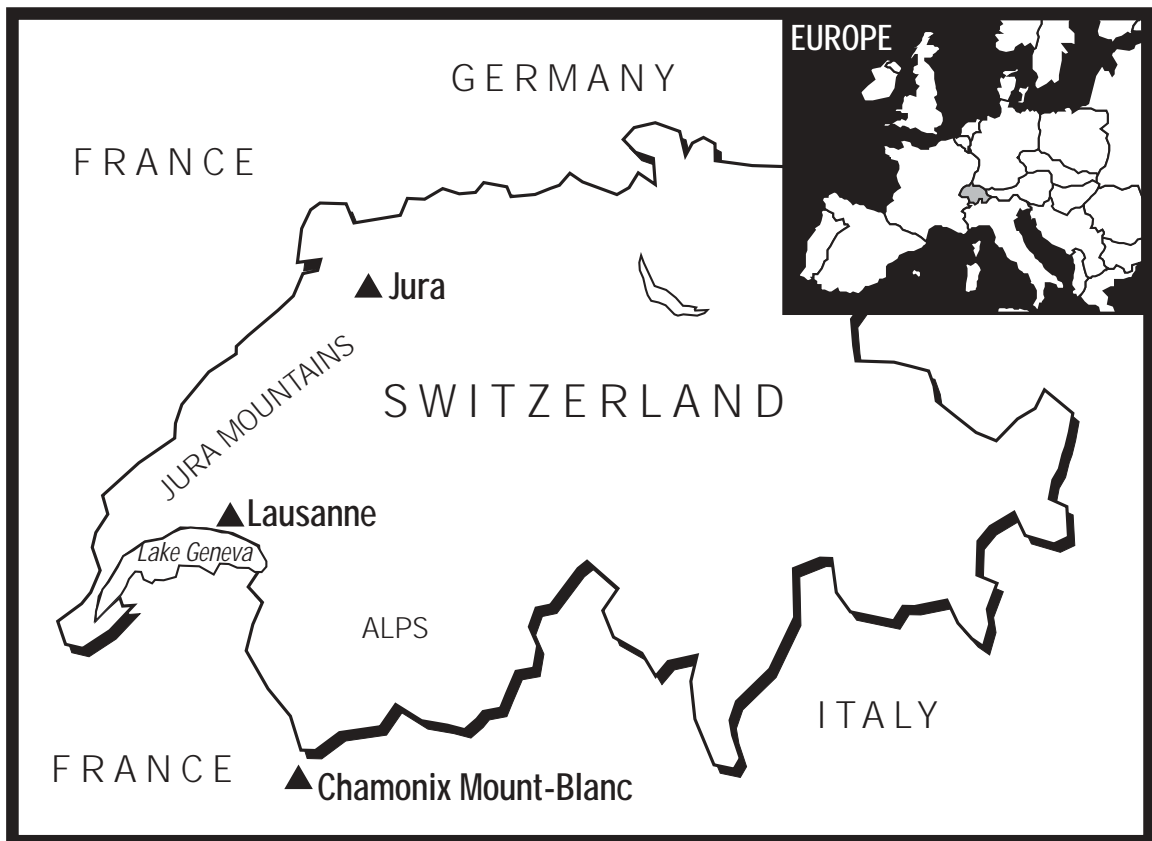 EUROPE
GERMANY
FRANCE
Jura
JURA MOUNTAINS
SWITZERLAND
Lausanne
Lake Geneva
ALPS
ITALY
FRANCE
Chamonix Mount-Blanc